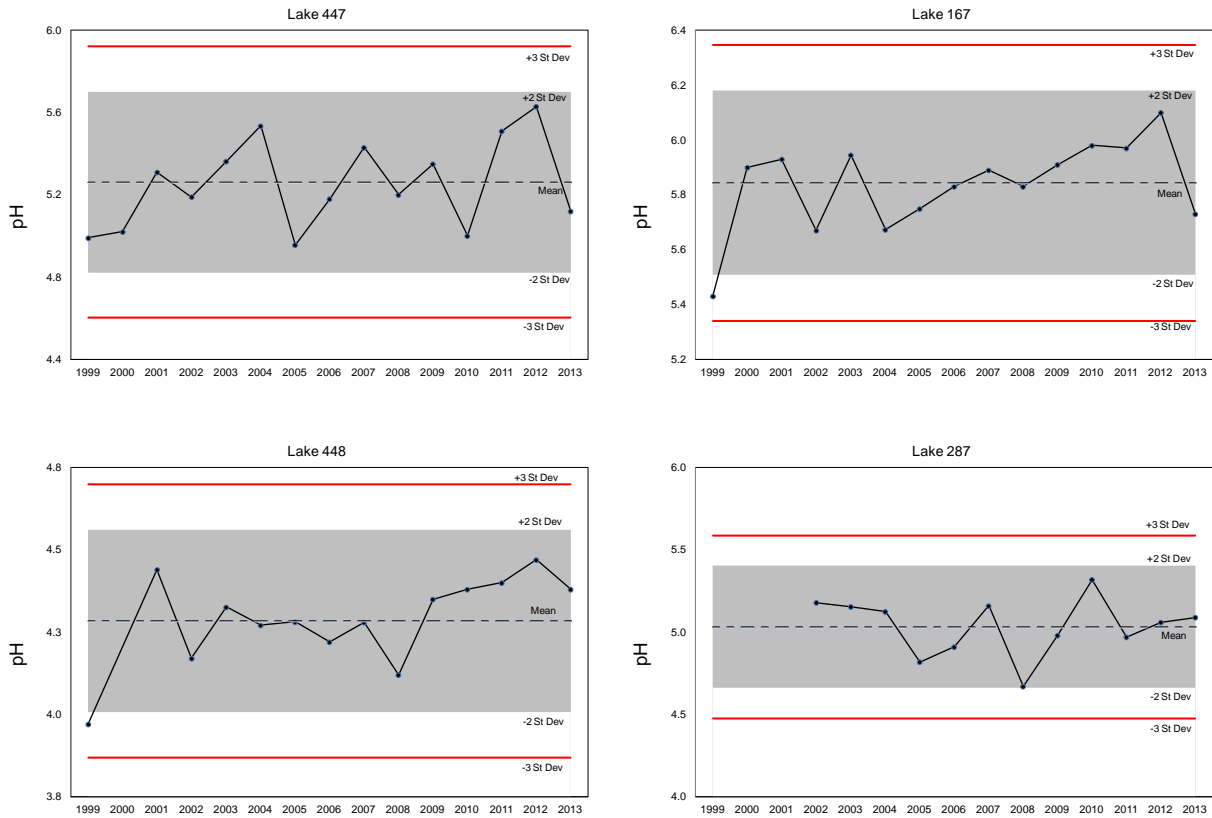 Lake 447
pH
6.0
5.6
5.2
4.8
4.4
+3 St Dev
+2 St Dev
Mean
-2 St Dev
-3 St Dev
1999 2000 2001 2002 2003 2004 2005 2006 2007 2008 2009 2010 2011 2012 2013
Lake 167
pH
6.4
6.2
6.0
5.8
5.6
5.4
5.2
+3 St Dev
+2 St Dev
Mean
-2 St Dev
-3 St Dev
1999 2000 2001 2002 2003 2004 2005 2006 2007 2008 2009 2010 2011 2012 2013
Lake 448
pH
4.8
4.5
4.3
4.0
3.8
+3 St Dev
+2 St Dev
Mean
-2 St Dev
-3 St Dev
1999 2000 2001 2002 2003 2004 2005 2006 2007 2008 2009 2010 2011 2012 2013
Lake 287
pH
6.0
5.5
5.0
4.5
4.0
+3 St Dev
+2 St Dev
Mean
-2 St Dev
-3 St Dev
1999 2000 2001 2002 2003 2004 2005 2006 2007 2008 2009 2010 2011 2012 2013